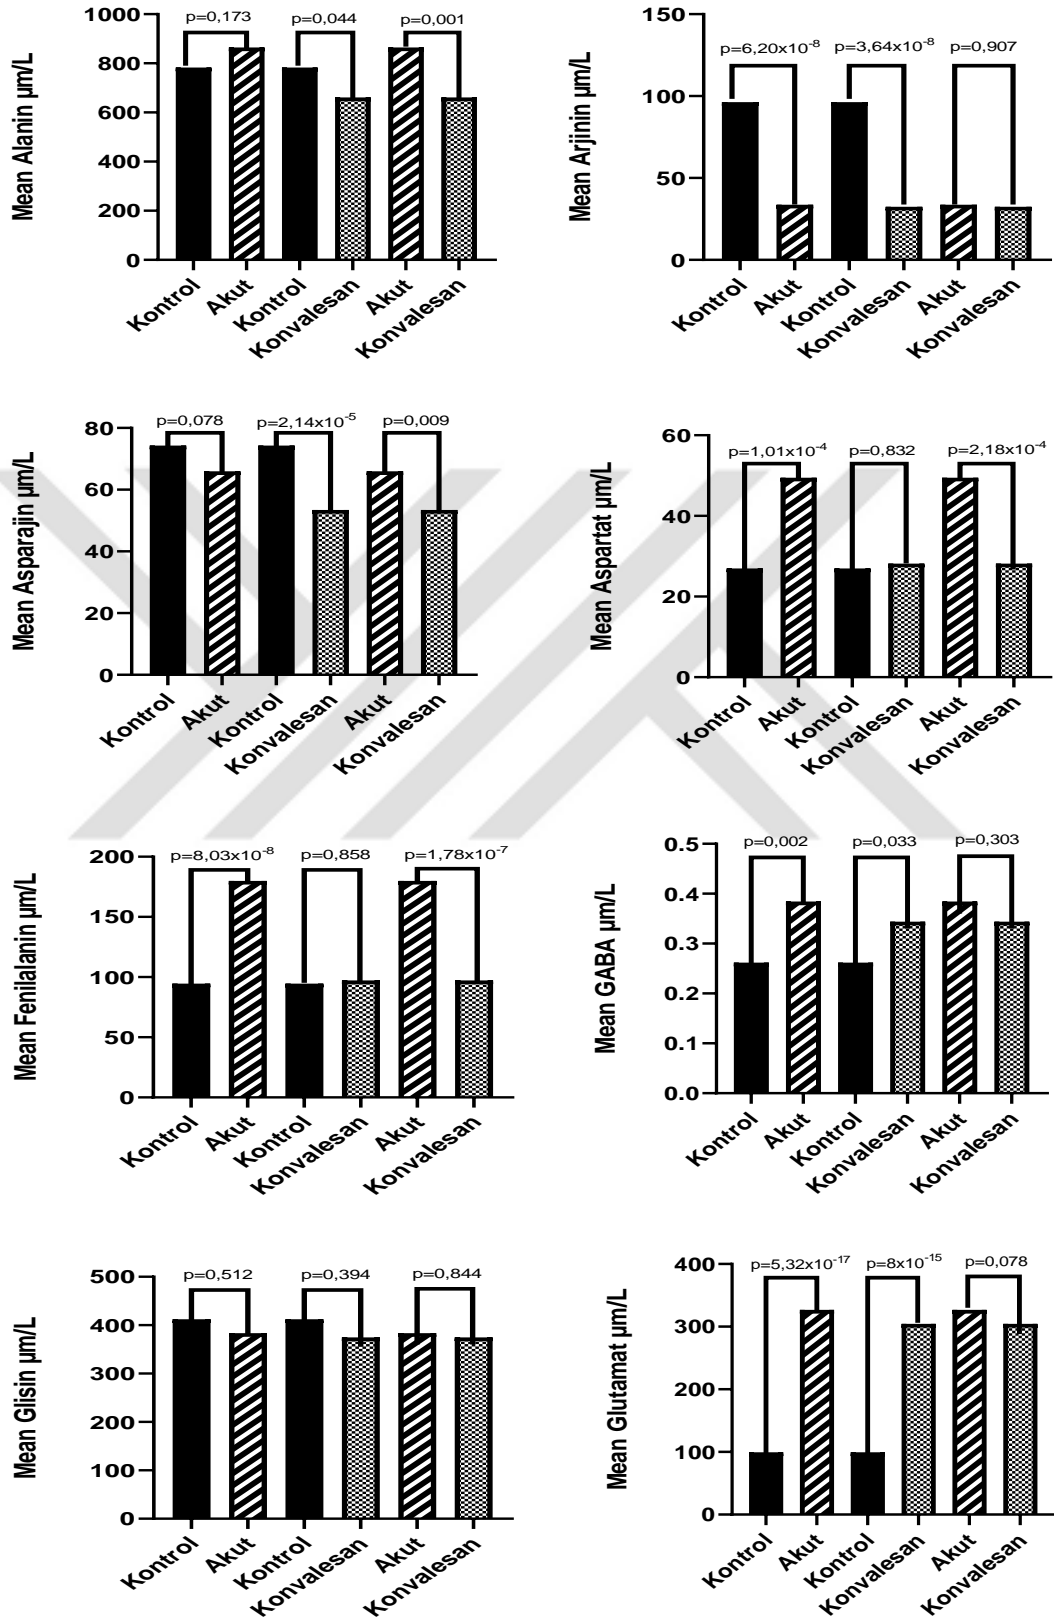 Mean Alanin µm/L
1000
800
600
400
200
0
p=0,173
p=0,044
p=0,001
Kontrol
Akut
Kontrol
Konvalesan
Akut
Konvalesan
Mean Arjinin µm/L
150
100
50
0
p=6,20x10-8
p=3,64x10-8
p=0,907
Kontrol
Akut
Kontrol
Konvalesan
Akut
Konvalesan
Mean Asparajin µm/L
80
60
40
20
0
p=0,078
p=2,14x10-5
p=0,009
Kontrol
Akut
Kontrol
Konvalesan
Akut
Konvalesan
Mean Aspartat µm/L
60
40
20
0
p=1,01x10-4
p=0,832
p=2,18x10-4
Kontrol
Akut
Kontrol
Konvalesan
Akut
Konvalesan
Mean Fenilalanin µm/L
200
150
100
50
0
p=8,03x10-8
p=0,858
p=1,78x10-7
Kontrol
Akut
Kontrol
Konvalesan
Akut
Konvalesan
Mean GABA µm/L
0.5
0.4
0.3
0.2
0.1
0.0
p=0,002
p=0,033
p=0,303
Kontrol
Akut
Kontrol
Konvalesan
Akut
Konvalesan
Mean Glisin µm/L
500
400
300
200
100
0
p=0,512
p=0,394
p=0,844
Kontrol
Akut
Kontrol
Konvalesan
Akut
Konvalesan
Mean Glutamat µm/L
400
300
200
100
0
p=5,32x10-17
p=8x10-15
p=0,078
Kontrol
Akut
Kontrol
Konvalesan
Akut
Konvalesan